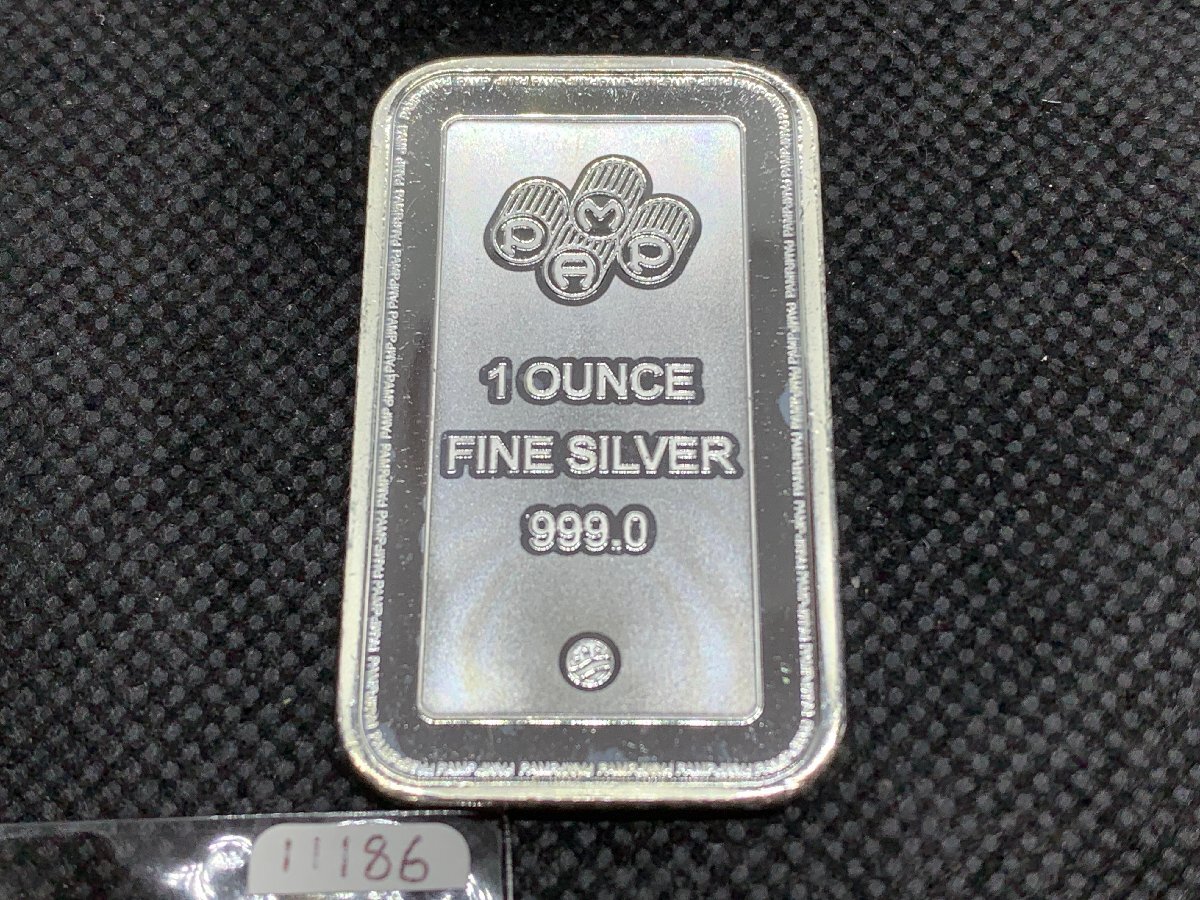 PAMP
1 OUNCE
FINE SILVER
999.0
11186